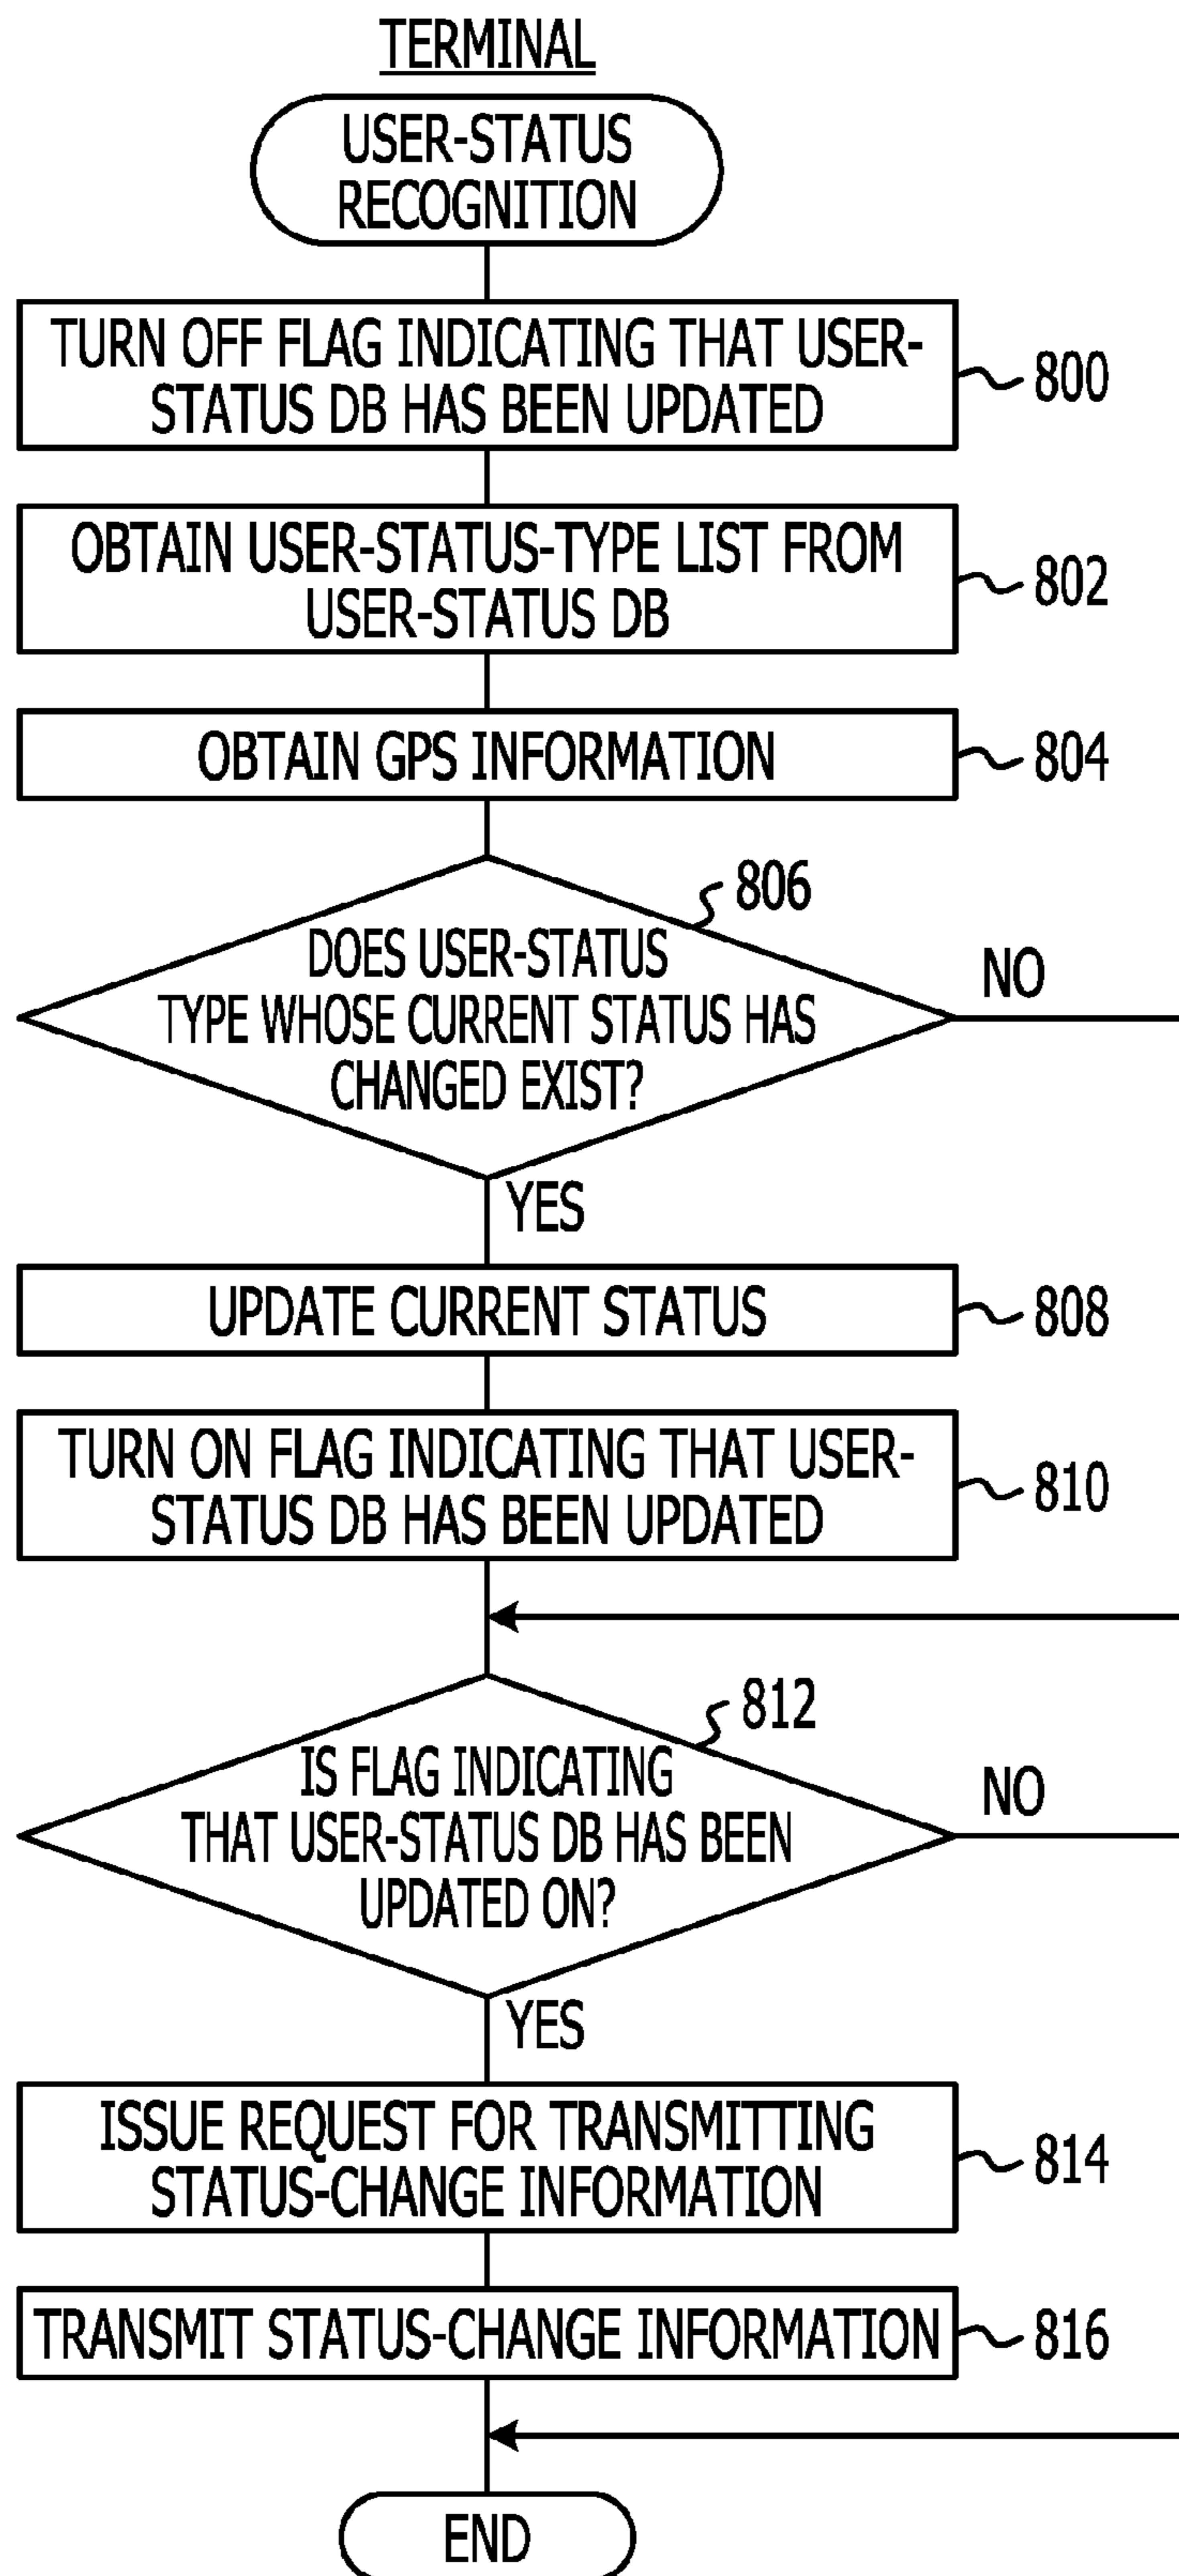 TERMINAL
USER-STATUS
RECOGNITION
TURN OFF FLAG INDICATING THAT USER-
STATUS DB HAS BEEN UPDATED
800
OBTAIN USER-STATUS-TYPE LIST FROM
USER-STATUS DB
802
OBTAIN GPS INFORMATION
804
806
DOES USER-STATUS
TYPE WHOSE CURRENT STATUS HAS
CHANGED EXIST?
NO
YES
UPDATE CURRENT STATUS
808
TURN ON FLAG INDICATING THAT USER-
STATUS DB HAS BEEN UPDATED
810
812
IS FLAG INDICATING
THAT USER-STATUS DB HAS BEEN
UPDATED ON?
NO
YES
ISSUE REQUEST FOR TRANSMITTING
STATUS-CHANGE INFORMATION
814
TRANSMIT STATUS-CHANGE INFORMATION
816
END